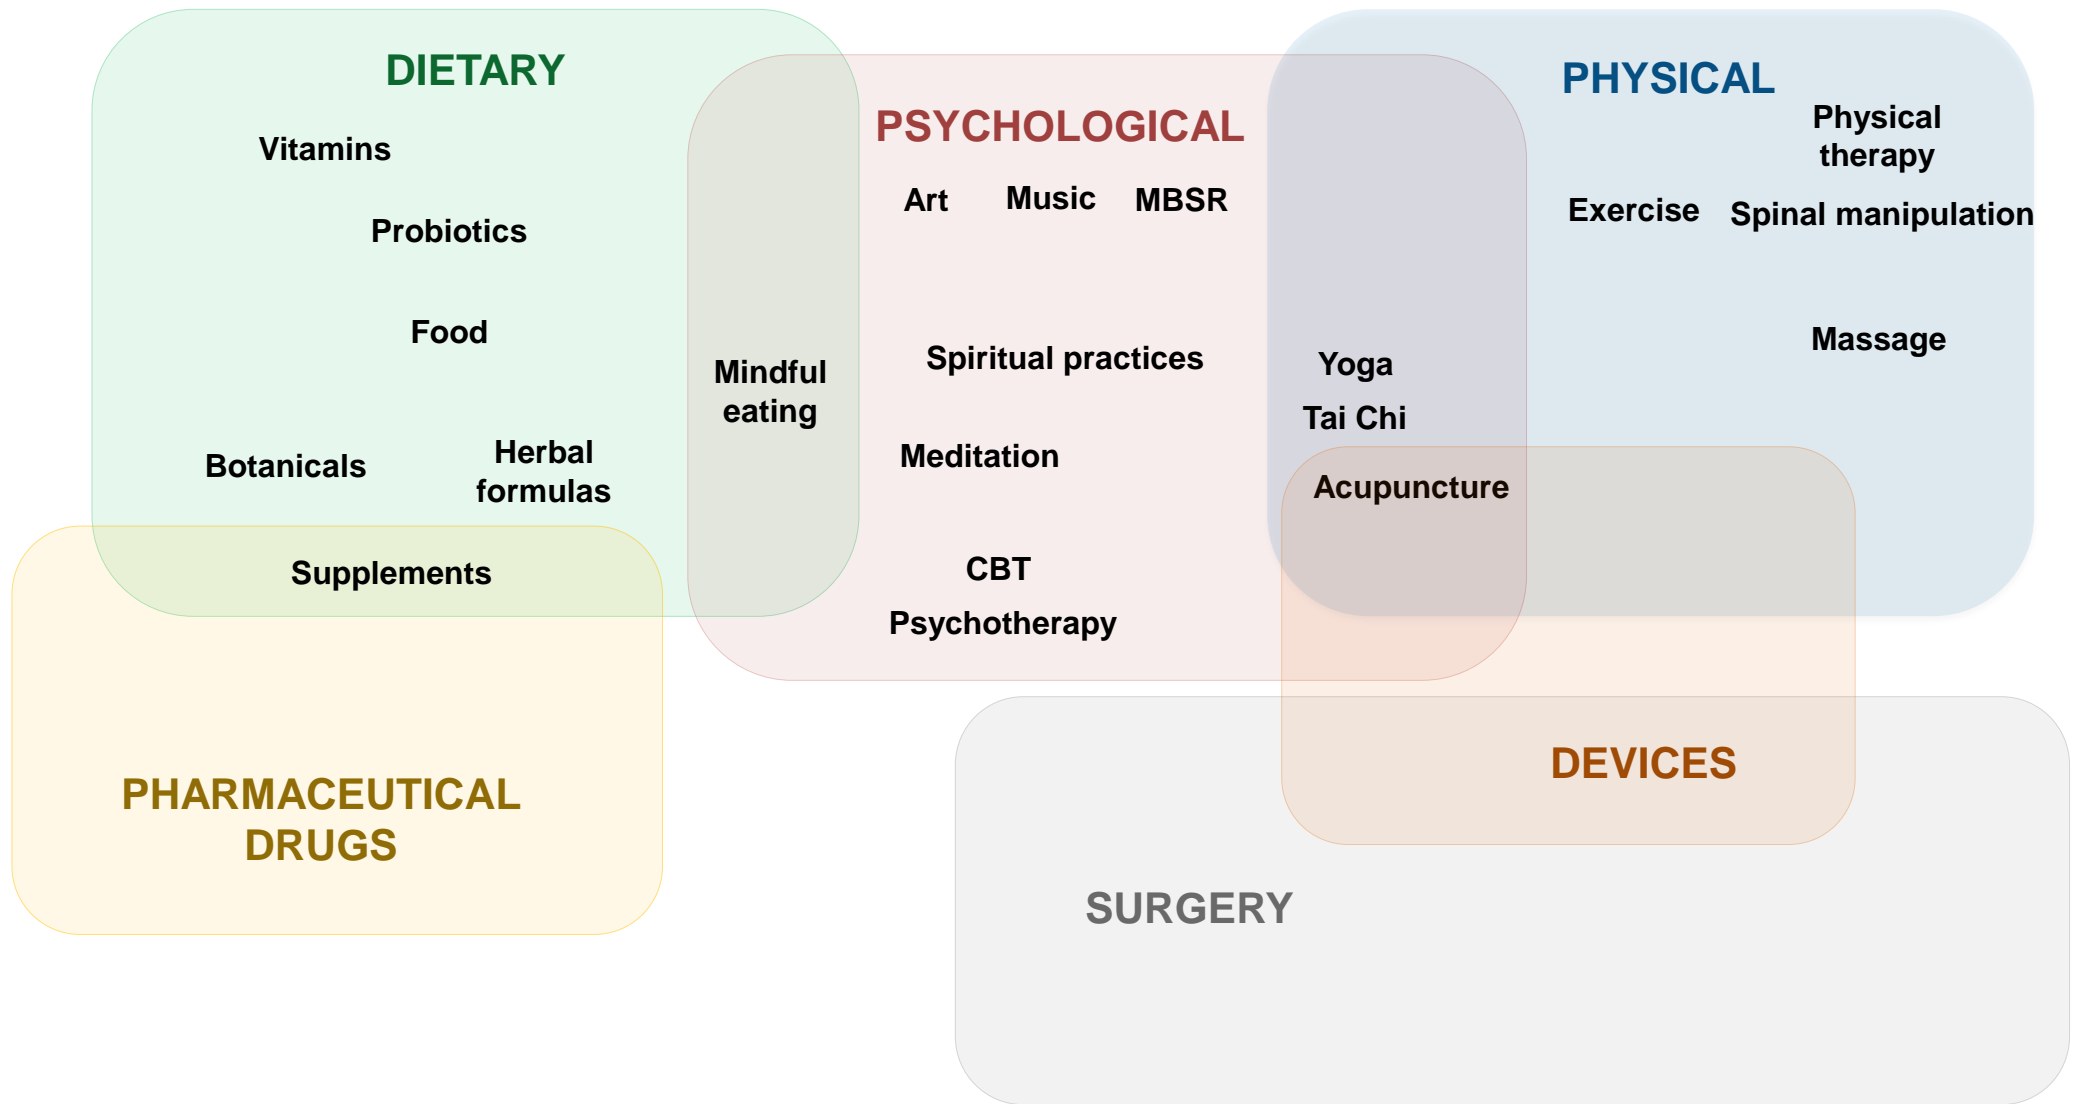 DIETARY
Vitamins
Probiotics
Food
Botanicals
Herbal
formulas
Supplements
Mindful
eating
PSYCHOLOGICAL
Art
Music
MBSR
Spiritual practices
Meditation
CBT
Psychotherapy
PHYSICAL
Physical
therapy
Exercise
Spinal manipulation
Massage
Yoga
Tai Chi
Acupuncture
PHARMACEUTICAL
DRUGS
DEVICES
SURGERY